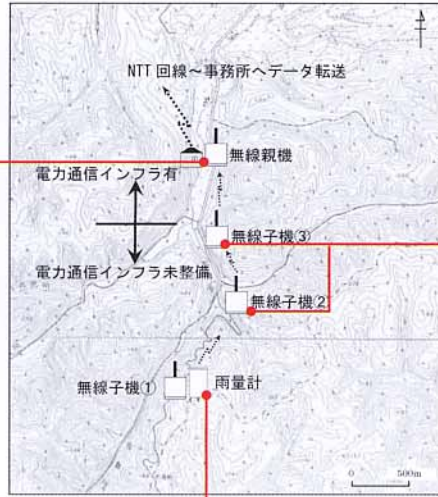 NTT 回線～事務所へデータ転送
無線親機
電力通信インフラ有
無線子機③
電力通信インフラ未整備
無線子機②
無線子機①
雨量計
0
500m